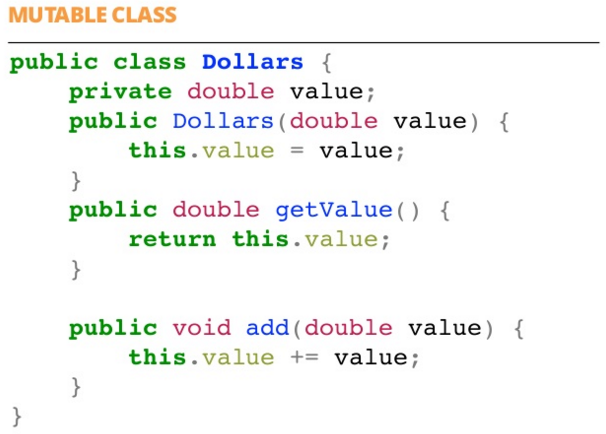 MUTABLE CLASS
public class Dollars {
    private double value;
    public Dollars(double value) {
        this.value = value;
    }
    public double getValue() {
        return this.value;
    }

    public void add(double value) {
        this.value += value;
    }
}